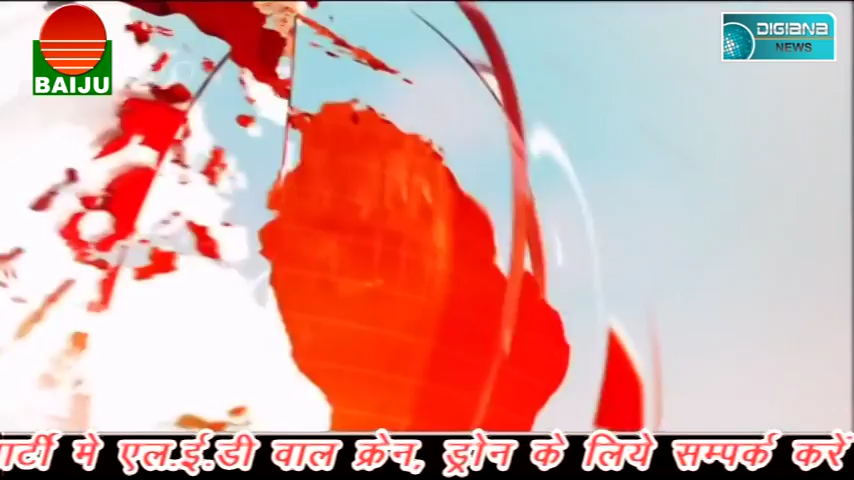 BAIJU
DIGIANA
NEWS
पार्टी मे एल.ई.डी वाल क्रेन, ड्रोन के लिये सम्पर्क करें